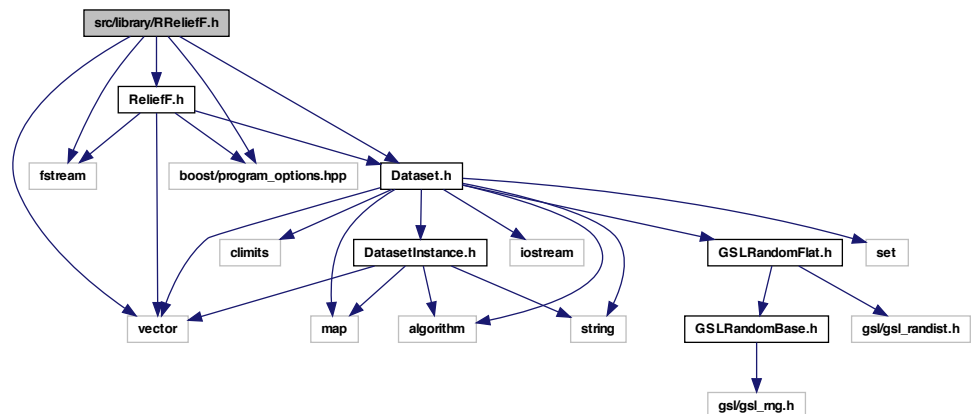 src/library/RReliefF.h
ReliefF.h
fstream
boost/program_options.hpp
Dataset.h
climits
DatasetInstance.h
iostream
GSLRandomFlat.h
set
vector
map
algorithm
string
GSLRandomBase.h
gsl/gsl_randist.h
gsl/gsl_rng.h